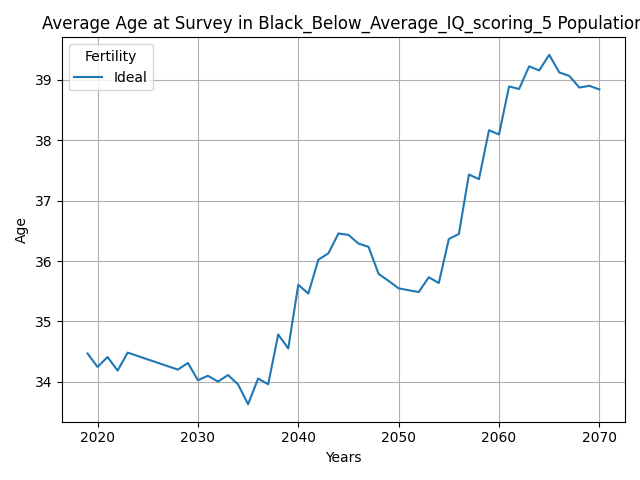 Average Age at Survey in Black_Below_Average_IQ_scoring_5 Population
Fertility
Ideal
39
38
37
36
35
34
Age
2020 2030 2040 2050 2060 2070
Years